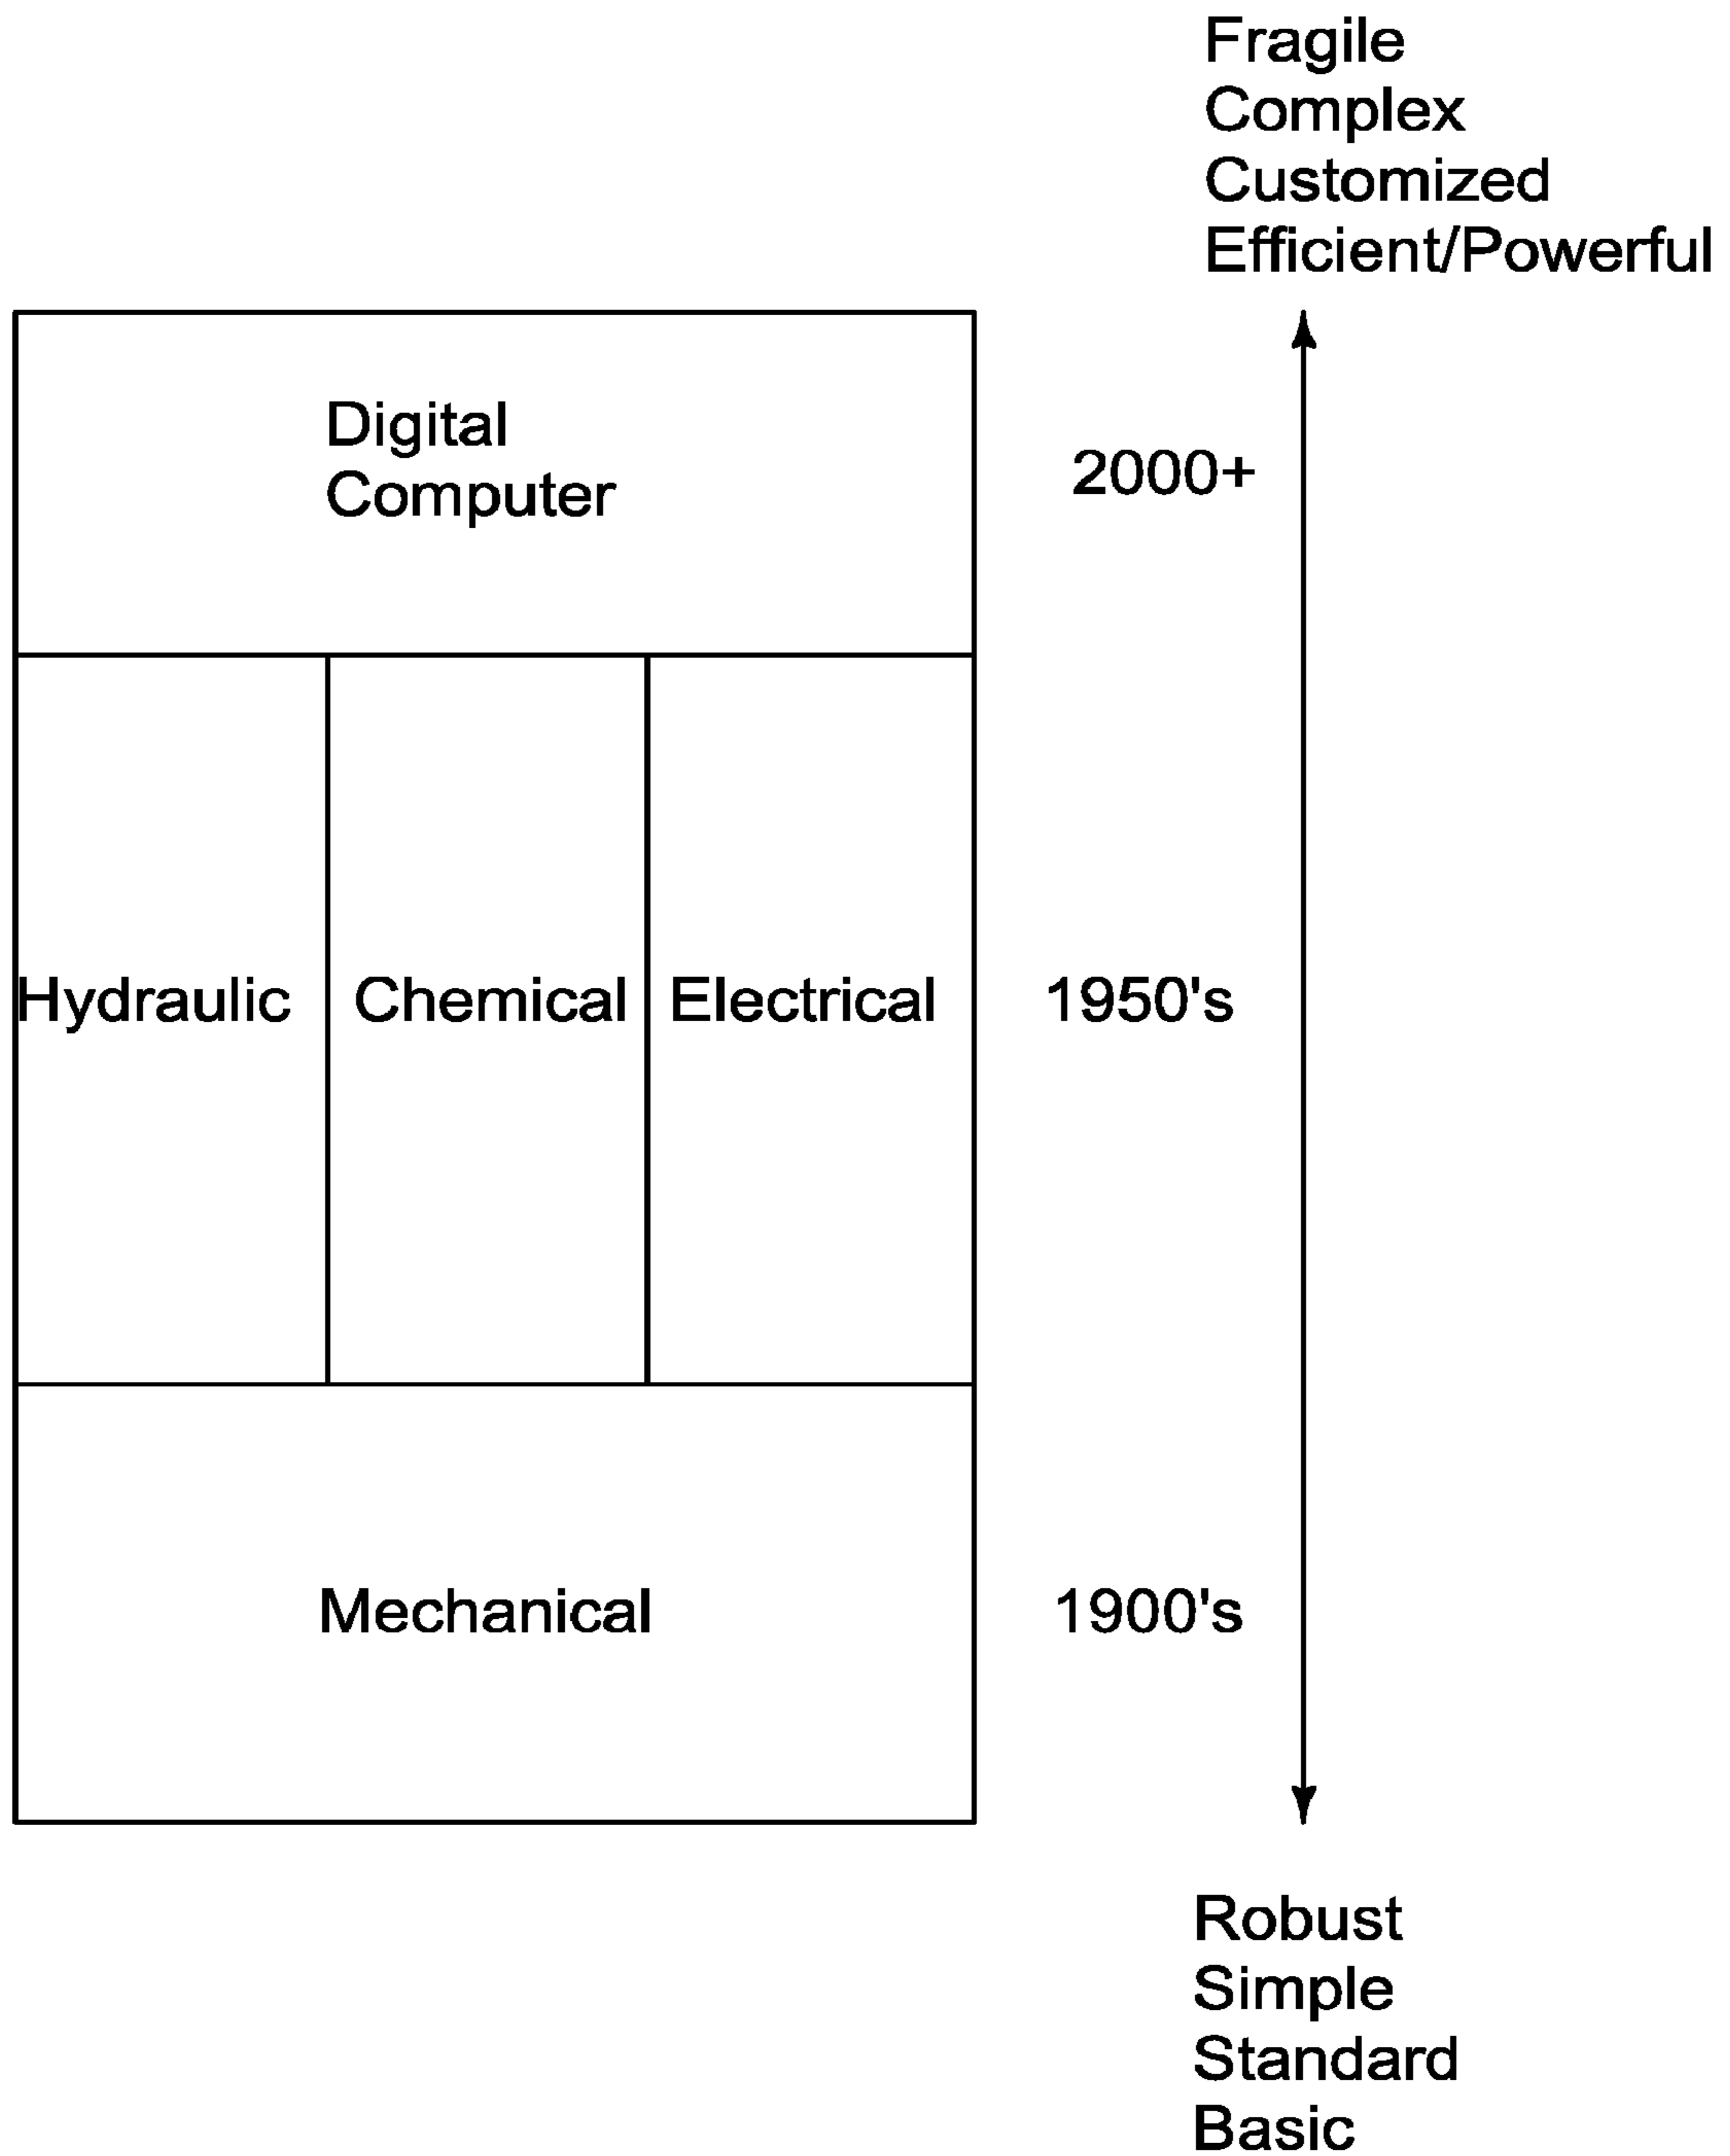 Fragile
Complex
Customized
Efficient/Powerful
Digital
Computer
2000+
Hydraulic
Chemical
Electrical
1950's
Mechanical
1900's
Robust
Simple
Standard
Basic